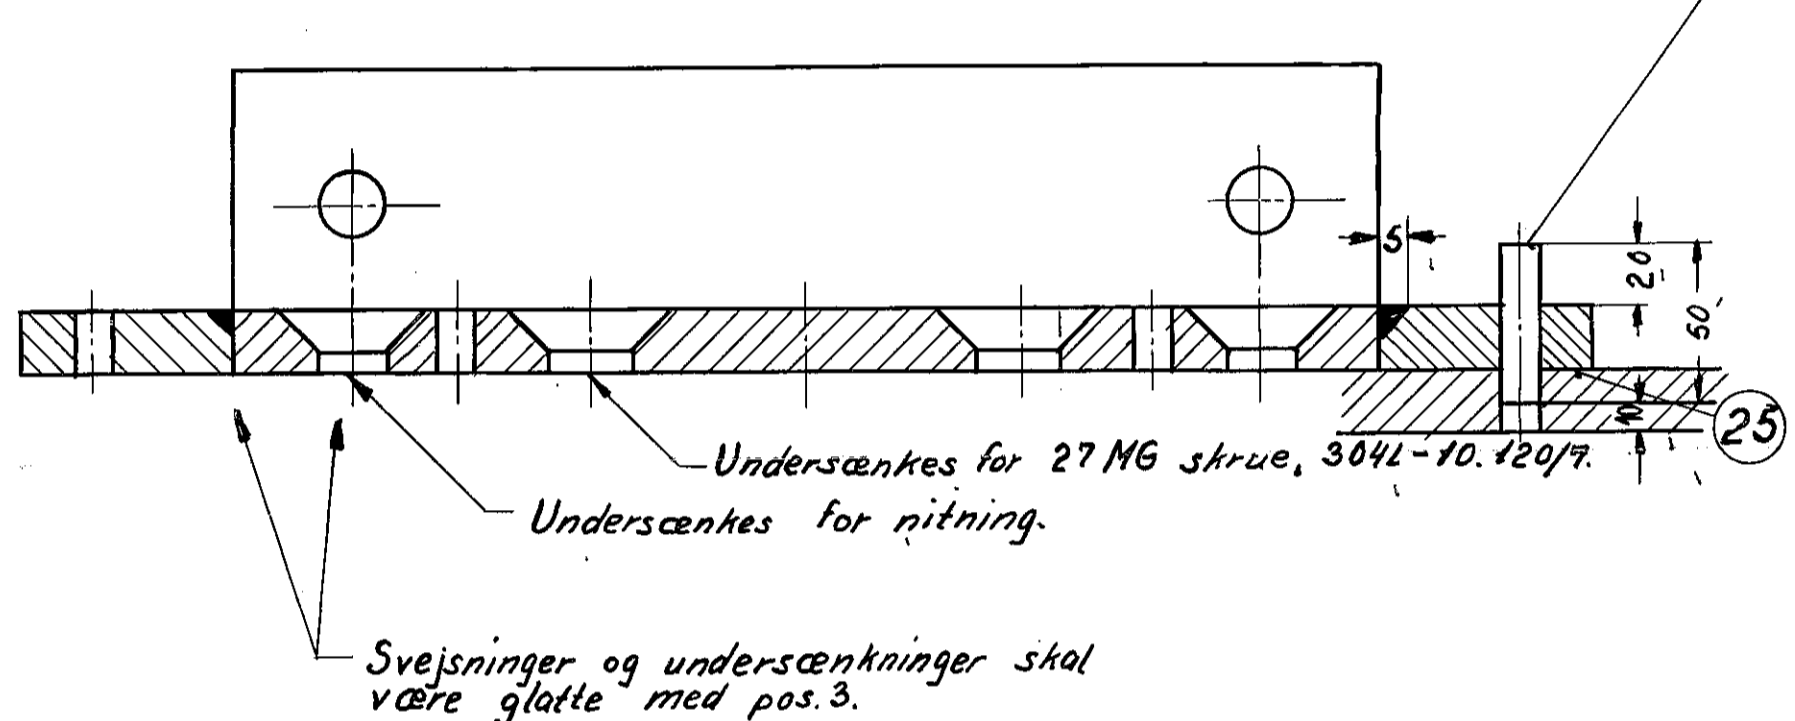 5
20
50
10
25
Undersænkes for 27 MG skrue. 304L-10.120/7.
Undersænkes for nitning.
Svejsninger og undersænkninger skal
være glatte med pos. 3.